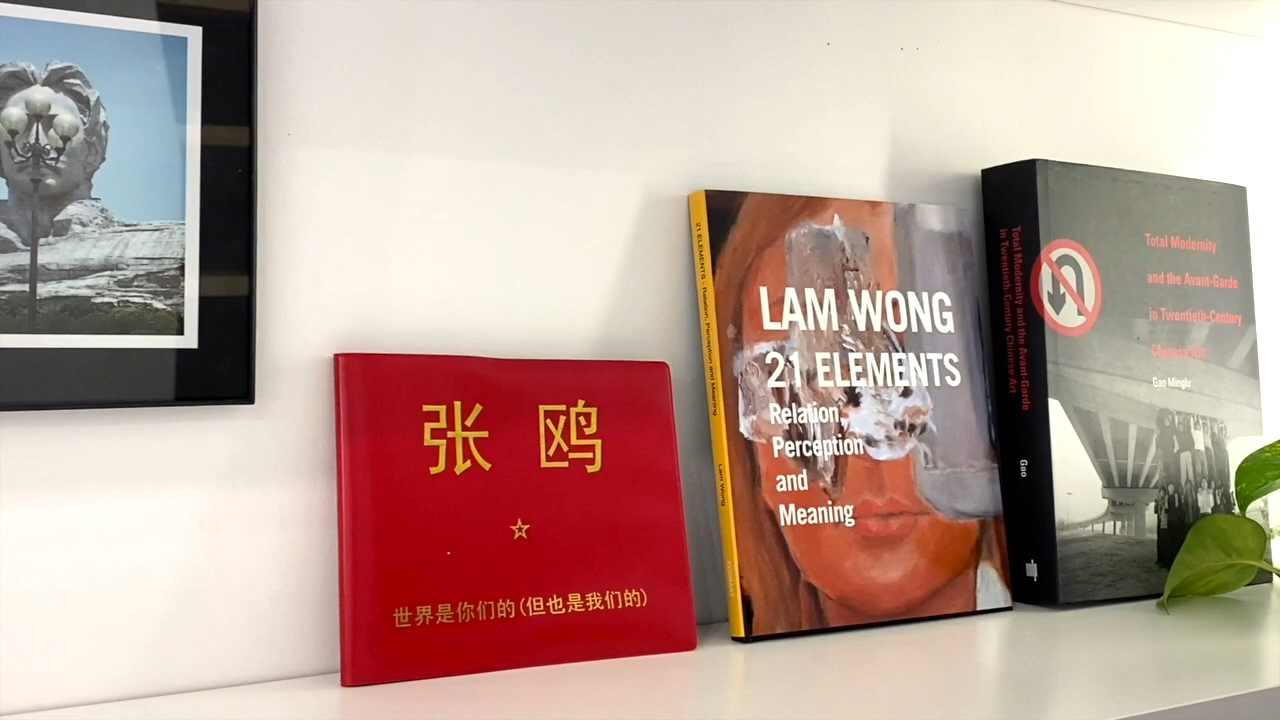 张 鸥
世界是你们的(但也是我们的)
21 ELEMENTS - Relation, Perception and Meaning
Lam Wong
LAM WONG
21 ELEMENTS
Relation,
Perception
and
Meaning
Total Modernity and the Avant-Garde
in Twentieth-Century Chinese Art
Gao
Total Modernity
and the Avant-Garde
in Twentieth-Century
Chinese Art
Gao Minglu